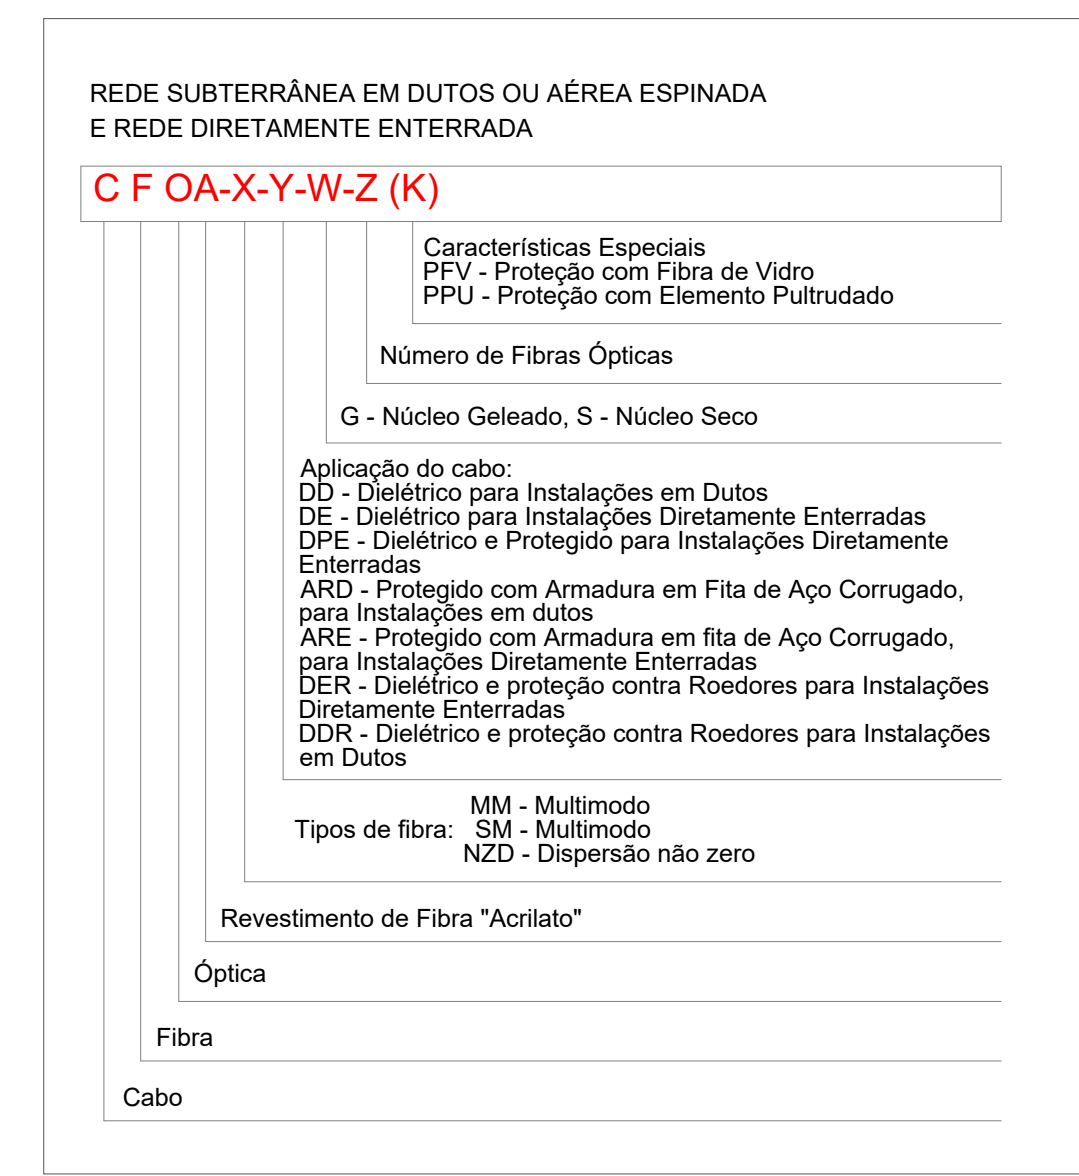 REDE SUBTERRÂNEA EM DUTOS OU AÉREA ESPINADA
E REDE DIRETAMENTE ENTERRADA
C F OA-X-Y-W-Z (K)
Características Especiais
PFV - Proteção com Fibra de Vidro
PPU - Proteção com Elemento Pultrudado
Número de Fibras Ópticas
G - Núcleo Geleado, S - Núcleo Seco
Aplicação do cabo:
DD - Dielétrico para Instalações em Dutos
DE - Dielétrico para Instalações Diretamente Enterradas
DPE - Dielétrico e Protegido para Instalações Diretamente
Enterradas
ARD - Protegido com Armadura em Fita de Aço Corrugado,
para Instalações em dutos
ARE - Protegido com Armadura em fita de Aço Corrugado,
para Instalações Diretamente Enterradas
DER - Dielétrico e proteção contra Roedores para Instalações
Diretamente Enterradas
DDR - Dielétrico e proteção contra Roedores para Instalações
em Dutos
MM - Multimodo
Tipos de fibra: SM - Multimodo
NZD - Dispersão não zero
Revestimento de Fibra "Acrilato"
Óptica
Fibra
Cabo